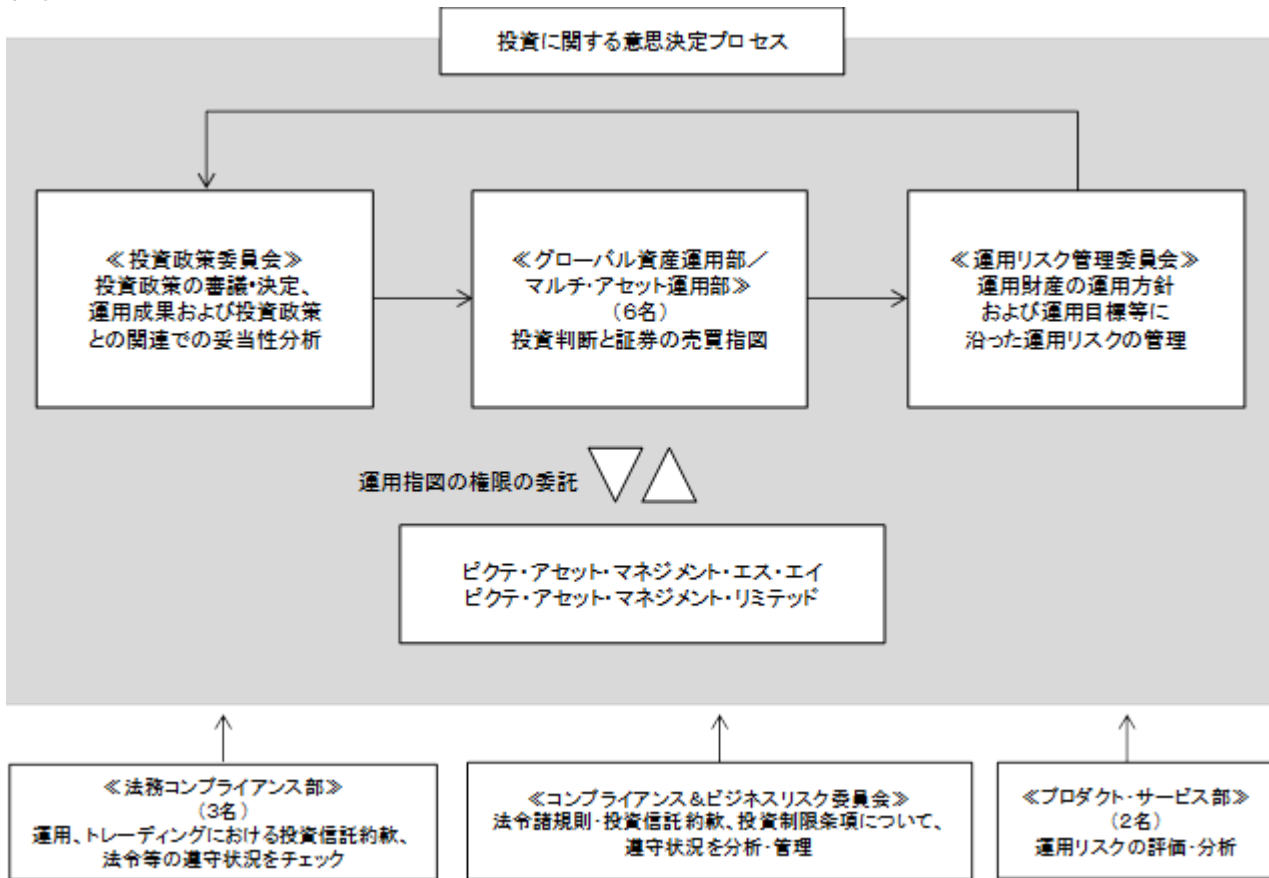 投資に関する意思決定プロセス
≪投資政策委員会≫
投資政策の審議・決定、
運用成果および投資政策
との関連での妥当性分析
≪グローバル資産運用部／
マルチ・アセット運用部≫
（6名）
投資判断と証券の売買指図
≪運用リスク管理委員会≫
運用財産の運用方針
および運用目標等に
沿った運用リスクの管理
運用指図の権限の委託
ピクテ・アセット・マネジメント・エス・エイ
ピクテ・アセット・マネジメント・リミテッド
≪法務コンプライアンス部≫
（3名）
運用、トレーディングにおける投資信託約款、
法令等の遵守状況をチェック
≪コンプライアンス＆ビジネスリスク委員会≫
法令諸規則・投資信託約款、投資制限条項について、
遵守状況を分析・管理
≪プロダクト・サービス部≫
（2名）
運用リスクの評価・分析